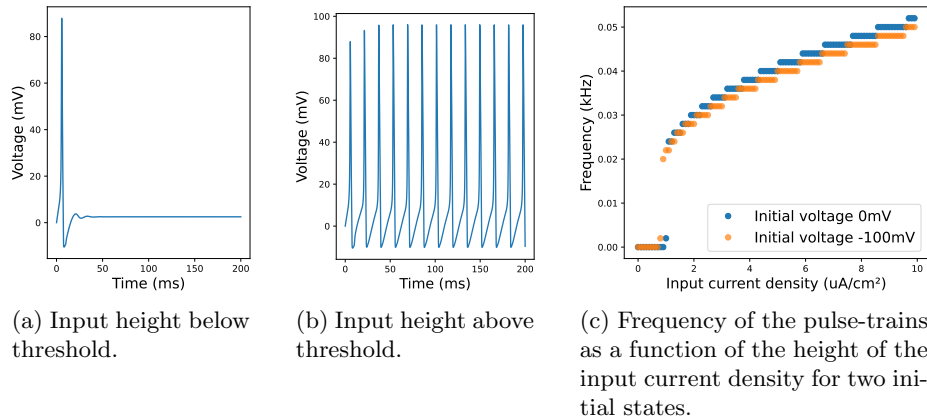 80
60
40
20
0
Voltage (mV)
0 50 100 150 200
Time (ms)
100
80
60
40
20
0
Voltage (mV)
0 50 100 150 200
Time (ms)
0.05
0.04
0.03
0.02
0.01
0.00
Frequency (kHz)
Initial voltage 0mV
Initial voltage -100mV
0 2 4 6 8 10
Input current density (uA/cm²)
(a) Input height below
threshold.
(b) Input height above
threshold.
(c) Frequency of the pulse-trains
as a function of the height of the
input current density for two ini-
tial states.